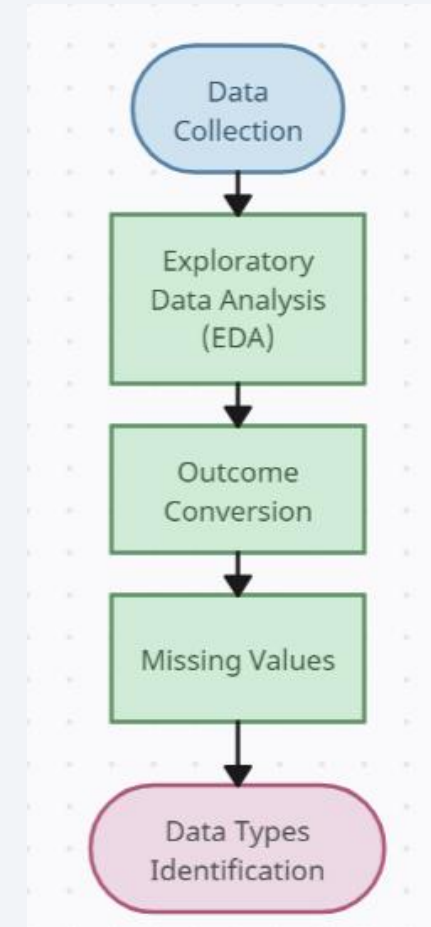 Data
Collection
Exploratory
Data Analysis
(EDA)
Outcome
Conversion
Missing Values
Data Types
Identification